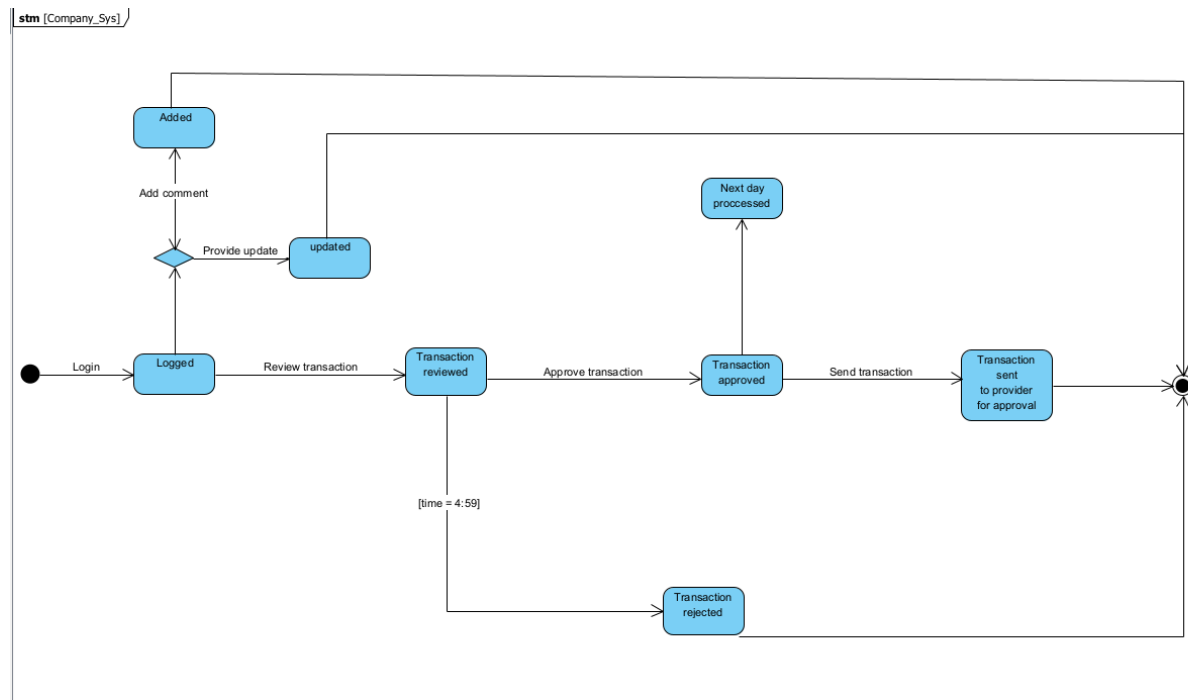 stm [Company_Sys]
Added
Add comment
Provide update
updated
Next day
proccessed
Login
Logged
Review transaction
Transaction
reviewed
Approve transaction
Transaction
approved
Send transaction
Transaction
sent
to provider
for approval
[time = 4:59]
Transaction
rejected